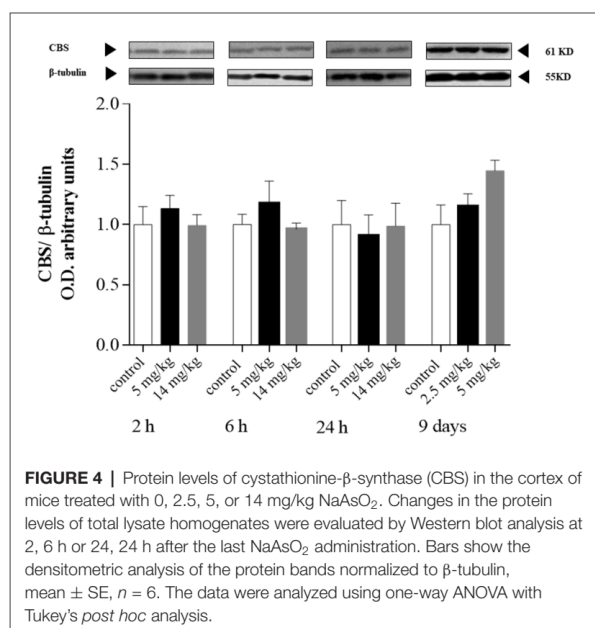 CBS 61 KD
β-tubulin 55KD
2.0
1.5
1.0
0.5
0.0
CBS/ β-tubulin
O.D. arbitrary units
control 5 mg/kg 14 mg/kg control 5 mg/kg 14 mg/kg control 5 mg/kg 14 mg/kg control 2.5 mg/kg 5 mg/kg
2 h 6 h 24 h 9 days
FIGURE 4 | Protein levels of cystathionine-β-synthase (CBS) in the cortex of
mice treated with 0, 2.5, 5, or 14 mg/kg NaAsO₂. Changes in the protein
levels of total lysate homogenates were evaluated by Western blot analysis at
2, 6 h or 24, 24 h after the last NaAsO₂ administration. Bars show the
densitometric analysis of the protein bands normalized to β-tubulin,
mean ± SE, n = 6. The data were analyzed using one-way ANOVA with
Tukey's post hoc analysis.